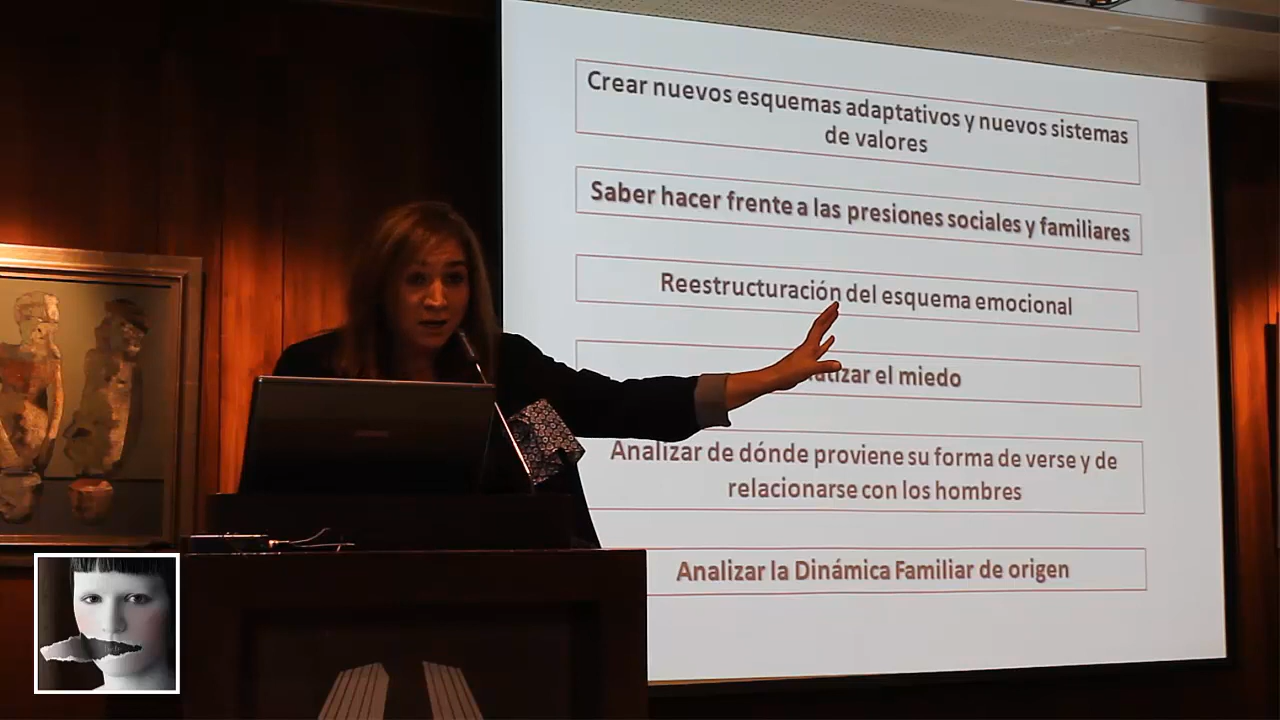 Crear nuevos esquemas adaptativos y nuevos sistemas
de valores
Saber hacer frente a las presiones sociales y familiares
Reestructuración del esquema emocional
el miedo
Analizar de dónde proviene su forma de verse y de
relacionarse con los hombres
Analizar la Dinámica Familiar de origen